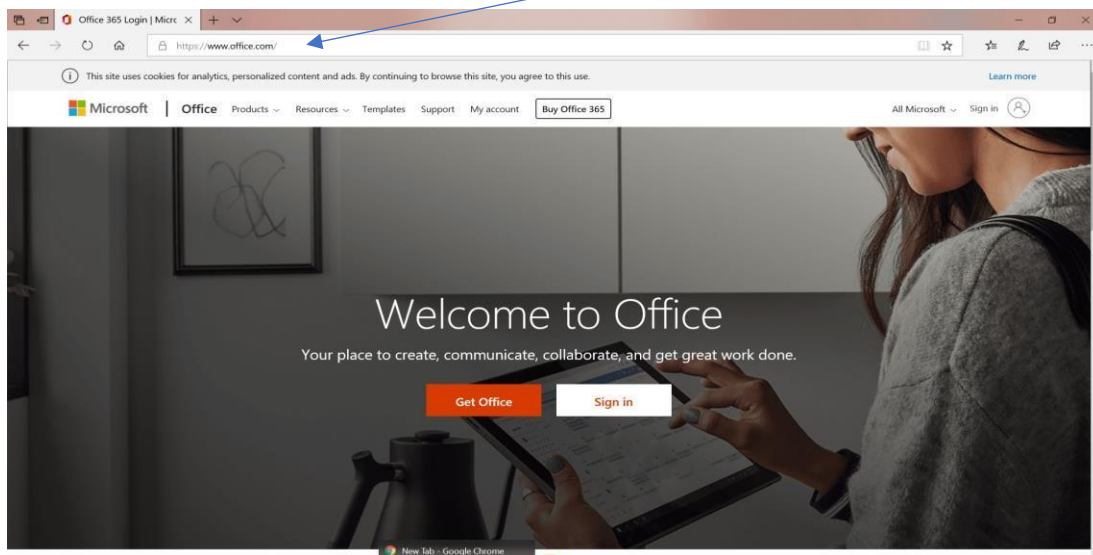 Office 365 Login | Micrc
https://www.office.com/
This site uses cookies for analytics, personalized content and ads. By continuing to browse this site, you agree to this use. Learn more
Microsoft | Office Products Resources Templates Support My account Buy Office 365 All Microsoft Sign in
Welcome to Office
Your place to create, communicate, collaborate, and get great work done.
Get Office Sign in
New Tab - Google Chrome